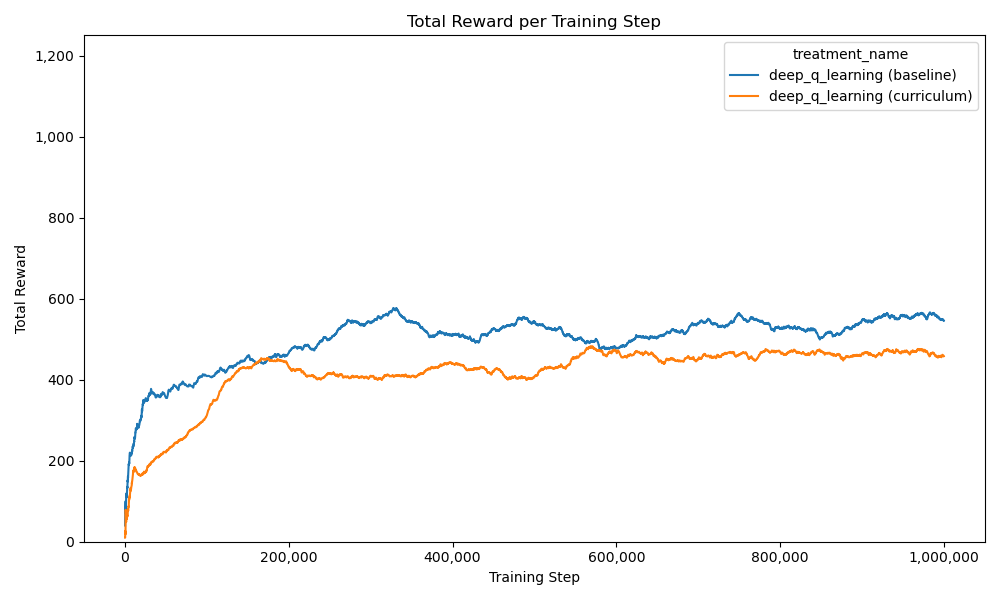 Total Reward per Training Step
treatment_name
deep_q_learning (baseline)
deep_q_learning (curriculum)
Total Reward
1,200
1,000
800
600
400
200
0
0 200,000 400,000 600,000 800,000 1,000,000
Training Step